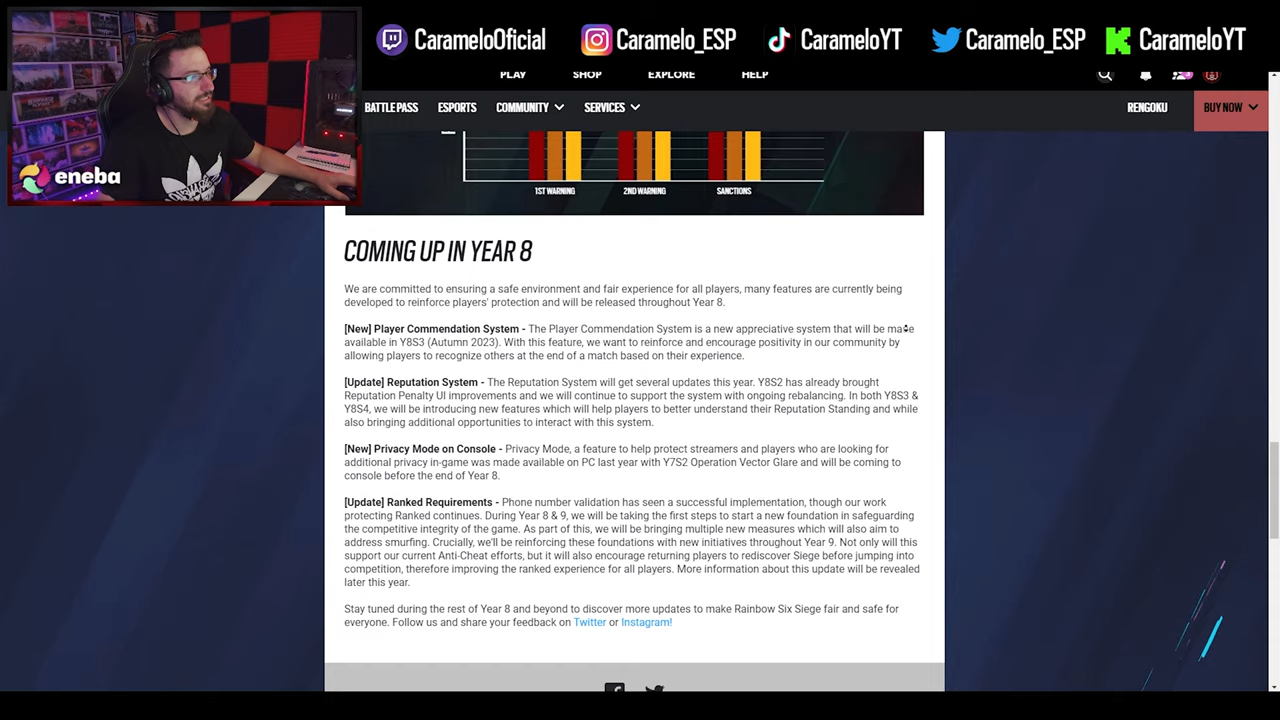 CarameloOficial
Caramelo_ESP
CarameloYT
Caramelo_ESP
CarameloYT
PLAY
SHOP
EXPLORE
HELP
BATTLE PASS
ESPORTS
COMMUNITY
SERVICES
RENGOKU
BUY NOW
eneba
1ST WARNING
2ND WARNING
SANCTIONS
COMING UP IN YEAR 8
We are committed to ensuring a safe environment and fair experience for all players, many features are currently being
developed to reinforce players' protection and will be released throughout Year 8.
[New] Player Commendation System - The Player Commendation System is a new appreciative system that will be made
available in Y8S3 (Autumn 2023). With this feature, we want to reinforce and encourage positivity in our community by
allowing players to recognize others at the end of a match based on their experience.
[Update] Reputation System - The Reputation System will get several updates this year. Y8S2 has already brought
Reputation Penalty UI improvements and we will continue to support the system with ongoing rebalancing. In both Y8S3 &
Y8S4, we will be introducing new features which will help players to better understand their Reputation Standing and while
also bringing additional opportunities to interact with this system.
[New] Privacy Mode on Console - Privacy Mode, a feature to help protect streamers and players who are looking for
additional privacy in-game was made available on PC last year with Y7S2 Operation Vector Glare and will be coming to
console before the end of Year 8.
[Update] Ranked Requirements - Phone number validation has seen a successful implementation, though our work
protecting Ranked continues. During Year 8 & 9, we will be taking the first steps to start a new foundation in safeguarding
the competitive integrity of the game. As part of this, we will be bringing multiple new measures which will also aim to
address smurfing. Crucially, we'll be reinforcing these foundations with new initiatives throughout Year 9. Not only will this
support our current Anti-Cheat efforts, but it will also encourage returning players to rediscover Siege before jumping into
competition, therefore improving the ranked experience for all players. More information about this update will be revealed
later this year.
Stay tuned during the rest of Year 8 and beyond to discover more updates to make Rainbow Six Siege fair and safe for
everyone. Follow us and share your feedback on Twitter or Instagram!